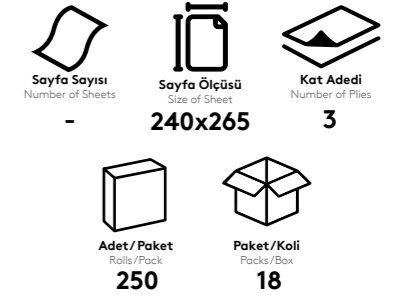 Sayfa Sayısı
Number of Sheets
-
Sayfa Ölçüsü
Size of Sheet
240x265
Kat Adedi
Number of Plies
3
Adet/Paket
Rolls/Pack
250
Paket/Koli
Packs/Box
18